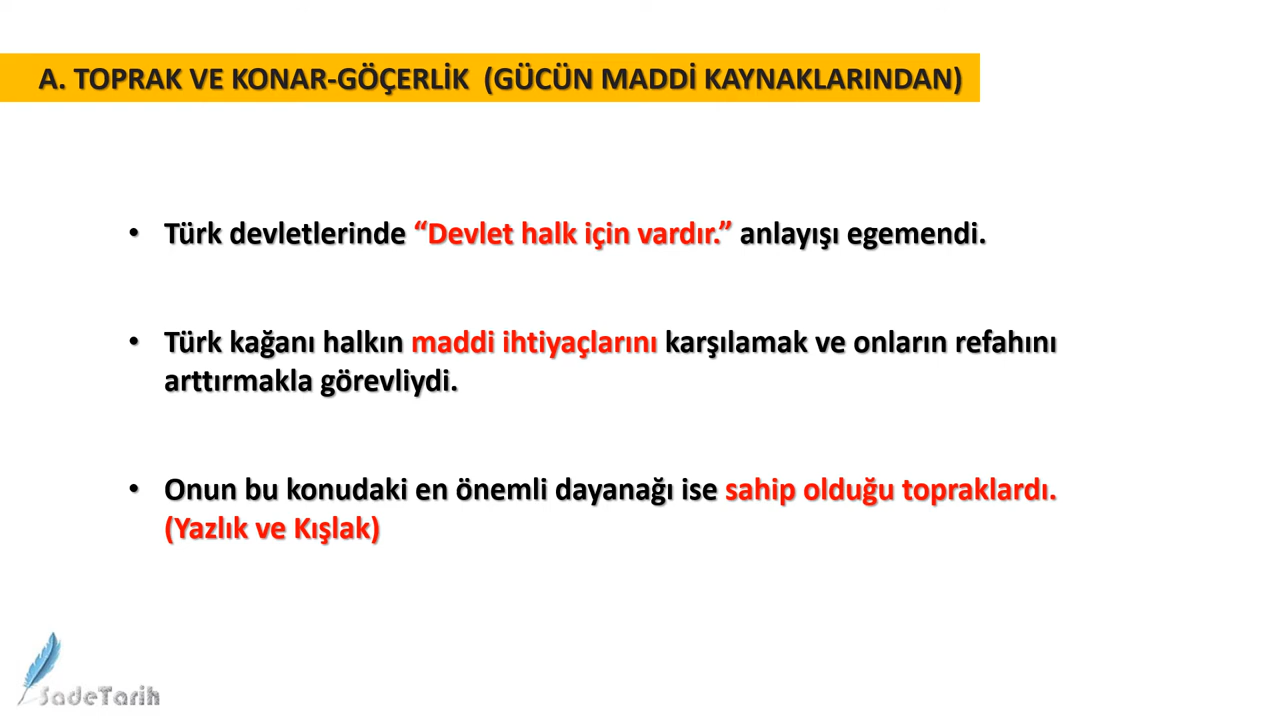 A. TOPRAK VE KONAR-GÖÇERLİK (GÜCÜN MADDİ KAYNAKLARINDAN)
• Türk devletlerinde “Devlet halk için vardır.” anlayışı egemendi.
• Türk kağanı halkın maddi ihtiyaçlarını karşılamak ve onların refahını
arttırmakla görevliydi.
• Onun bu konudaki en önemli dayanağı ise sahip olduğu topraklardı.
(Yazlık ve Kışlak)
SadeTarih